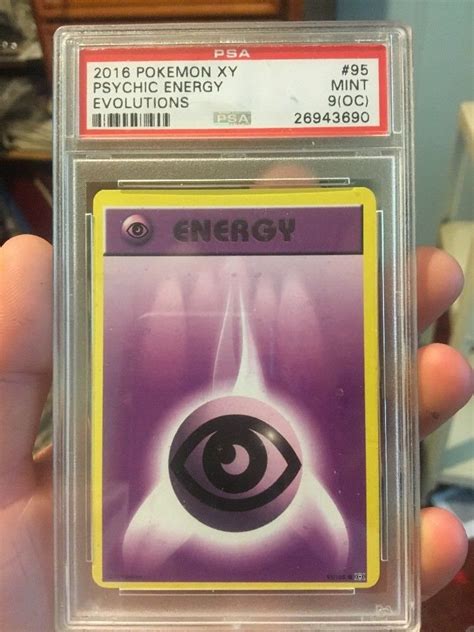 PSA
2016 POKEMON XY #95
PSYCHIC ENERGY MINT
EVOLUTIONS 9(OC)
PSA 26943690
ENERGY